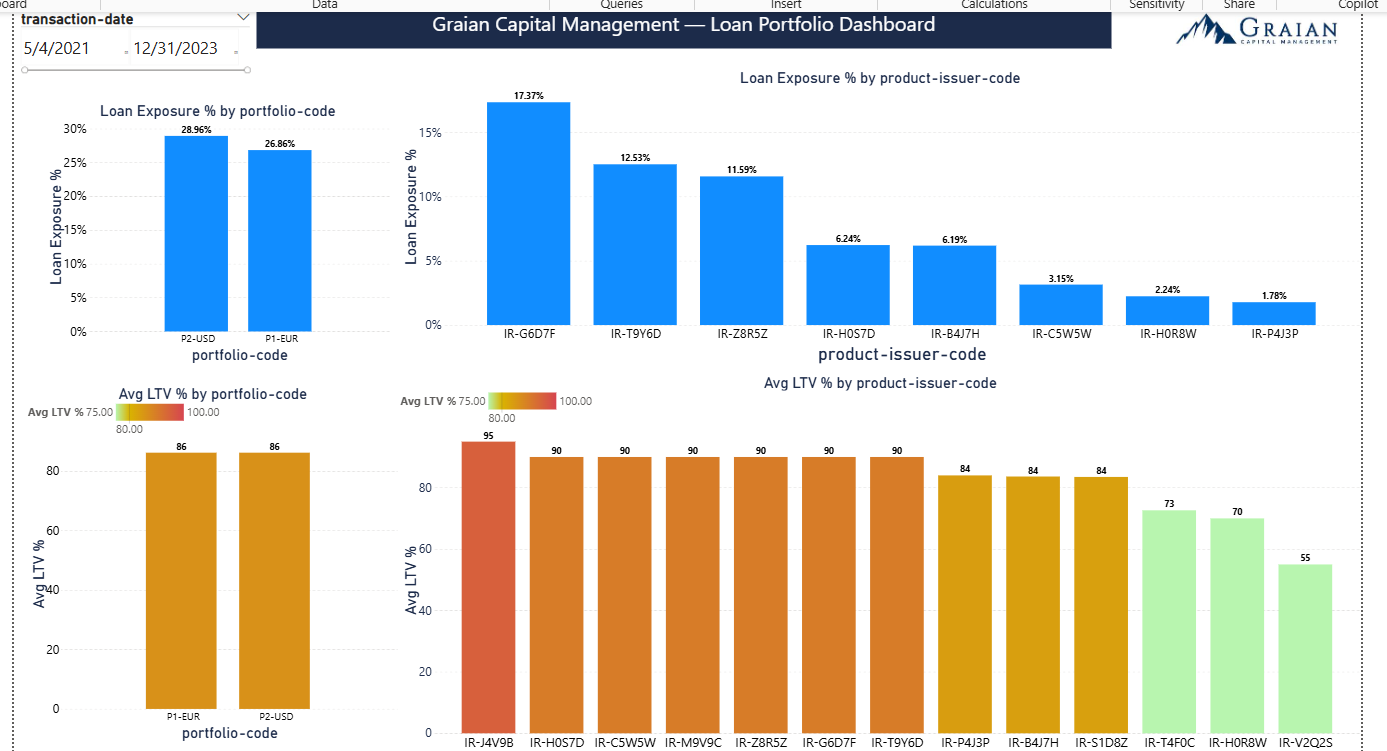 oard Data Queries Insert Calculations Sensitivity Share Copilot
transaction-date
5/4/2021 12/31/2023
Graian Capital Management — Loan Portfolio Dashboard
GRAIAN
CAPITAL MANAGEMENT
Loan Exposure % by portfolio-code
Loan Exposure %
30%
25%
20%
15%
10%
5%
0%
28.96% 26.86%
P2-USD P1-EUR
portfolio-code
Loan Exposure % by product-issuer-code
Loan Exposure %
15%
10%
5%
0%
17.37% 12.53% 11.59% 6.24% 6.19% 3.15% 2.24% 1.78%
IR-G6D7F IR-T9Y6D IR-Z8R5Z IR-H0S7D IR-B4J7H IR-C5W5W IR-H0R8W IR-P4J3P
product-issuer-code
Avg LTV % by portfolio-code
Avg LTV % 75.00 100.00
80.00
Avg LTV %
80
60
40
20
0
86 86
P1-EUR P2-USD
portfolio-code
Avg LTV % by product-issuer-code
Avg LTV % 75.00 100.00
80.00
Avg LTV %
80
60
40
20
0
95 90 90 90 90 90 90 84 84 84 73 70 55
IR-J4V9B IR-H0S7D IR-C5W5W IR-M9V9C IR-Z8R5Z IR-G6D7F IR-T9Y6D IR-P4J3P IR-B4J7H IR-S1D8Z IR-T4F0C IR-H0R8W IR-V2Q2S